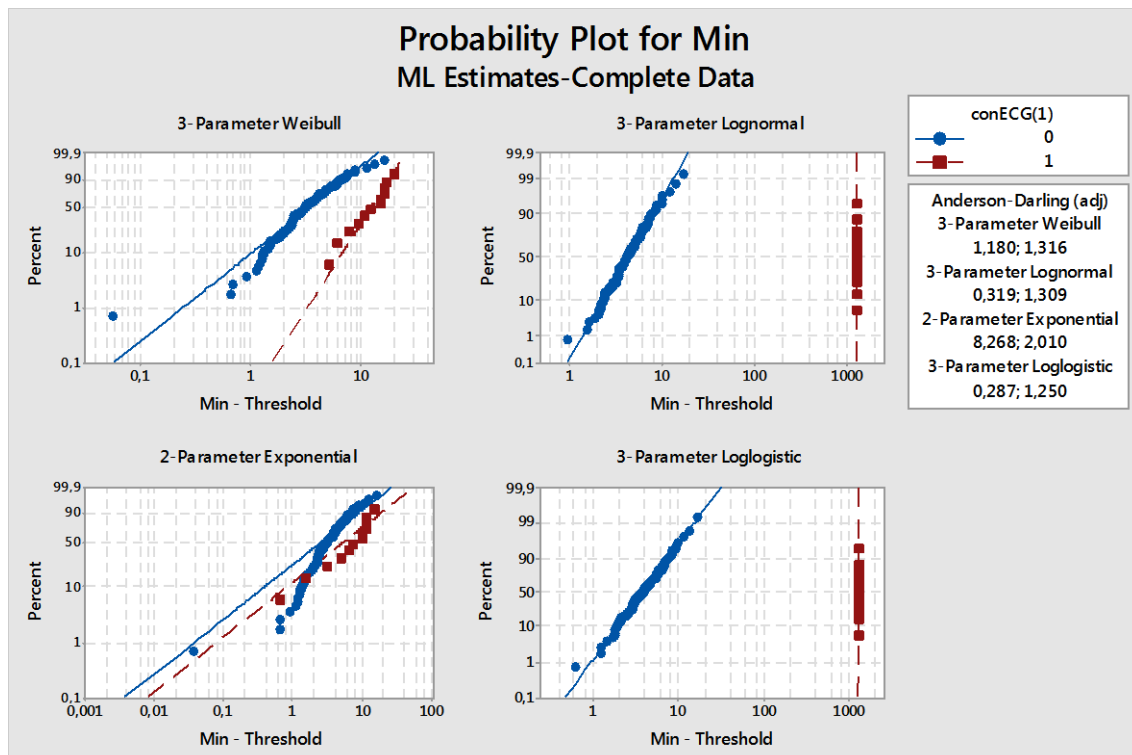 Probability Plot for Min
ML Estimates-Complete Data
3-Parameter Weibull
99,9
90
50
10
1
0,1
Percent
0,1 1 10
Min - Threshold
3-Parameter Lognormal
99,9
99
90
50
10
1
0,1
Percent
1 10 100 1000
Min - Threshold
2-Parameter Exponential
99,9
90
50
10
1
0,1
Percent
0,001 0,01 0,1 1 10 100
Min - Threshold
3-Parameter Loglogistic
99,9
99
90
50
10
1
0,1
Percent
1 10 100 1000
Min - Threshold
conECG(1)
0
1
Anderson-Darling (adj)
3-Parameter Weibull
1,180; 1,316
3-Parameter Lognormal
0,319; 1,309
2-Parameter Exponential
8,268; 2,010
3-Parameter Loglogistic
0,287; 1,250